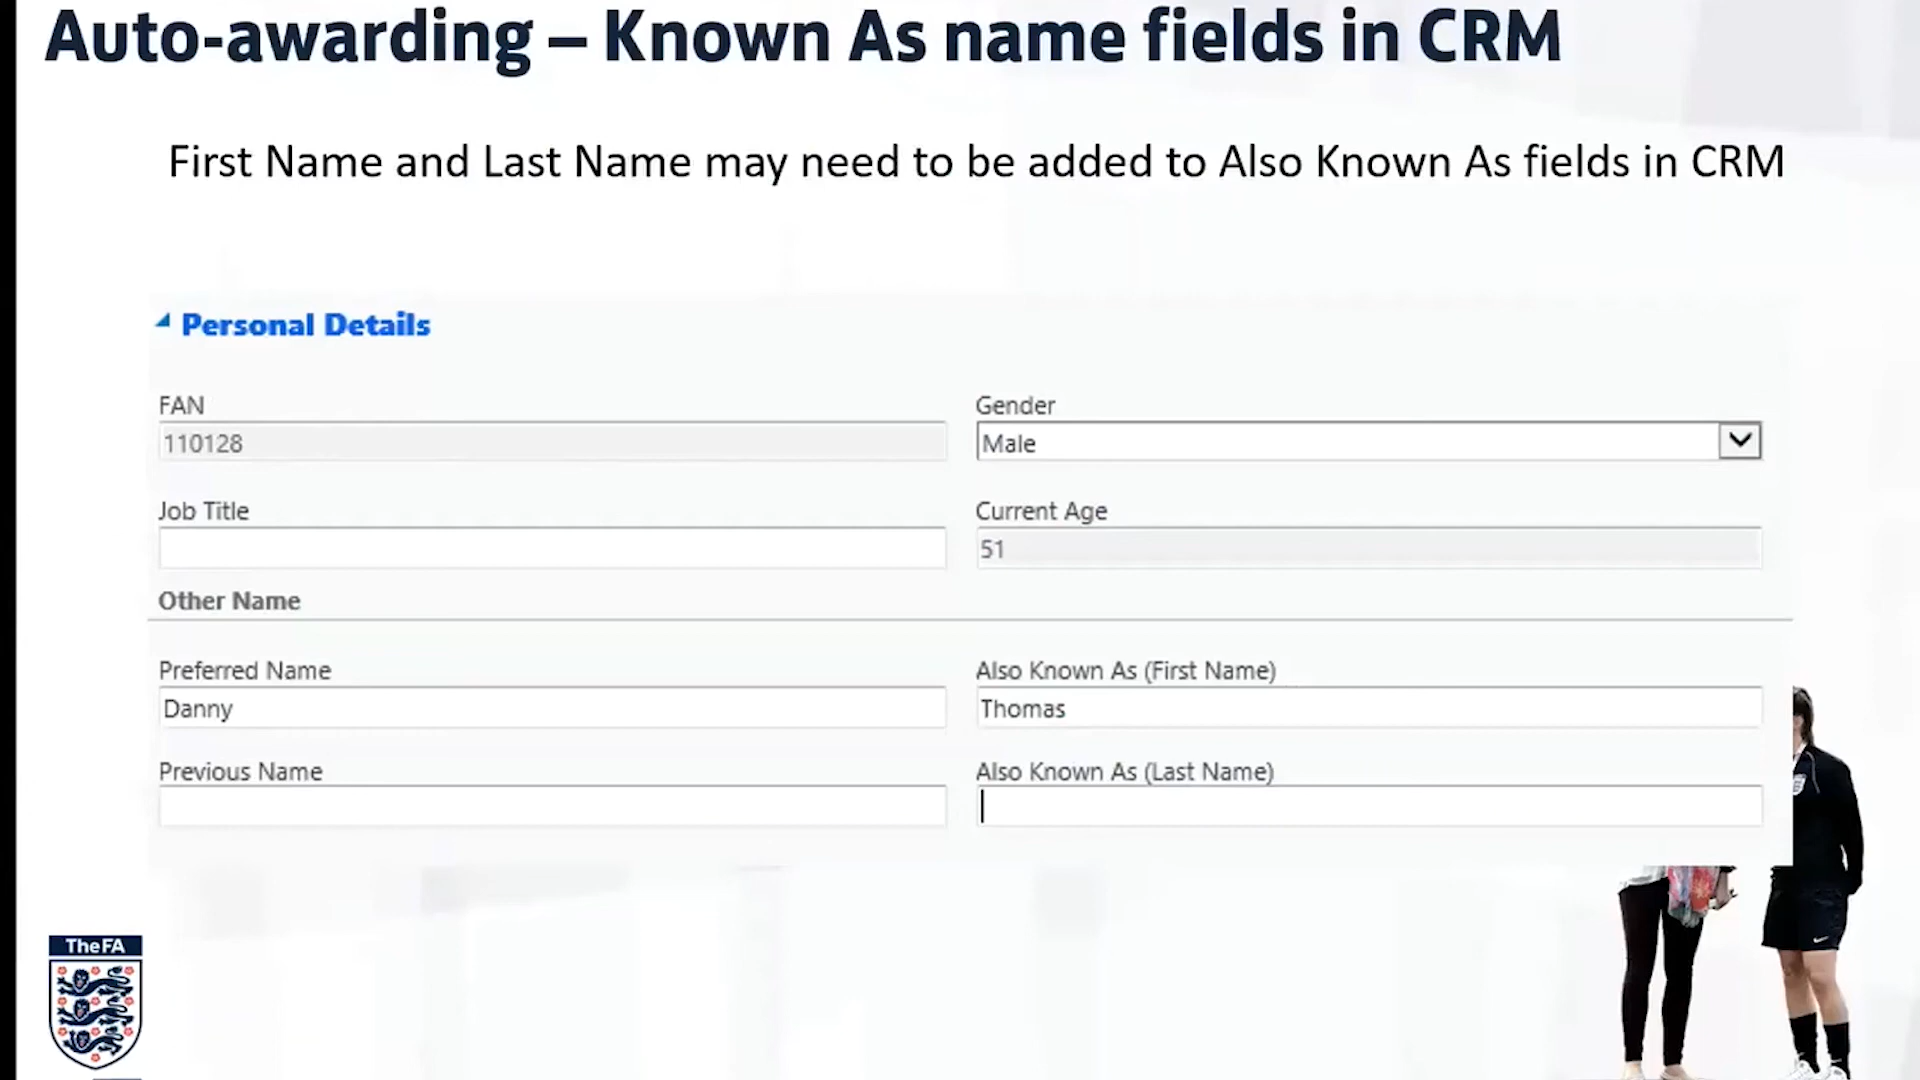 Auto-awarding – Known As name fields in CRM
First Name and Last Name may need to be added to Also Known As fields in CRM
Personal Details
FAN
110128
Gender
Male
Job Title
Current Age
51
Other Name
Preferred Name
Danny
Also Known As (First Name)
Thomas
Previous Name
Also Known As (Last Name)
TheFA